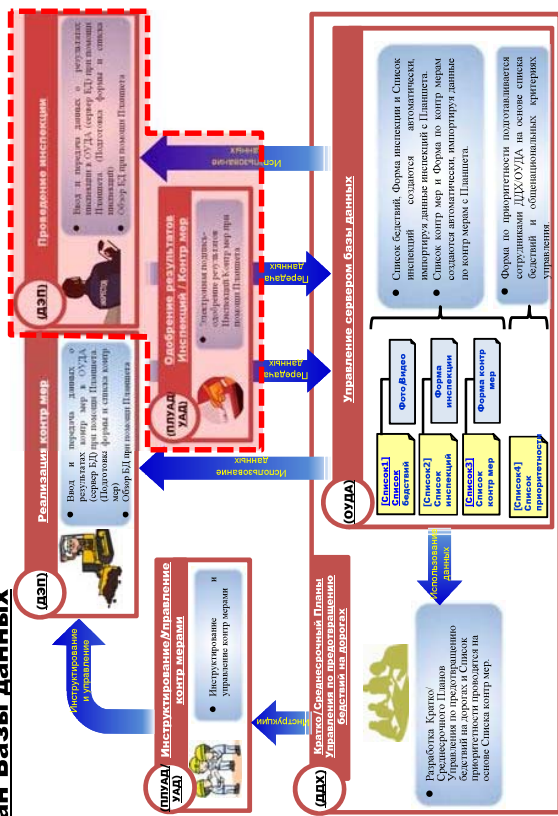 ан Базы данных
(ДЭП)
Реализация контр мер
• Ввод и передача данных о
результатах контр мер в ОУДА
(сервер БД) при помощи Планшета.
(Подготовка формы и списка контр
мер)
• Обзор БД при помощи Планшета
(ДЭП)
Проведение инспекции
• Ввод и передача данных о результатах
инспекции в ОУДА (сервер БД) при помощи
Планшета. (Подготовка формы и списка
инспекций)
• Обзор БД при помощи Планшета
Инструктирование
и управление
(ПЛУАД/
УАД)
Инструктирование/Управление
контр мерами
• Инструктирование и
управление контр мерами
(ПЛУАД/
УАД)
Одобрение результатов
Инспекций / Контр мер
• Электронная подпись-
одобрение результатов
Инспекций/Контр мер при
помощи Планшета
Инструкции
Использование
данных
Передача
данных
Передача
данных
Использование
данных
(ДДХ)
Кратко/Среднесрочный Планы
Управления по предотвращению
бедствий на дорогах
• Разработка Кратко/
Среднесрочного Планов
Управления по предотвращению
бедствий на дорогах и Список
приоритетности проводятся на
основе Списка контр мер.
Использование
данных
(ОУДА)
Управление сервером базы данных
[Список1]
Список
бедствий
Фото/Видео
[Список2]
Список
инспекций
Форма
инспекции
[Список3]
Список
контр мер
Форма контр
мер
[Список4]
Список
приоритетности
• Список бедствий, Форма инспекции и Список
инспекций создаются автоматически,
импортируя данные инспекций с Планшета.
• Список контр мер и Форма по контр мерам
создаются автоматически, импортируя данные
по контр мерам с Планшета.
• Форма по приоритетности подготавливается
сотрудниками ДДХ/ОУДА на основе списка
бедствий и общенациональных критериях
управления.